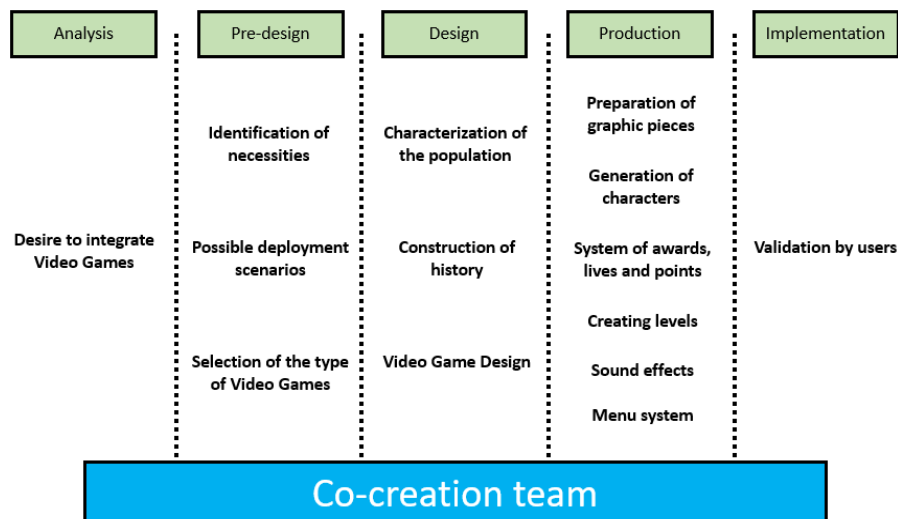 Analysis
Pre-design
Design
Production
Implementation
Desire to integrate
Video Games
Identification of
necessities
Possible deployment
scenarios
Selection of the type
of Video Games
Characterization of
the population
Construction of
history
Video Game Design
Preparation of
graphic pieces
Generation of
characters
System of awards,
lives and points
Creating levels
Sound effects
Menu system
Validation by users
Co-creation team